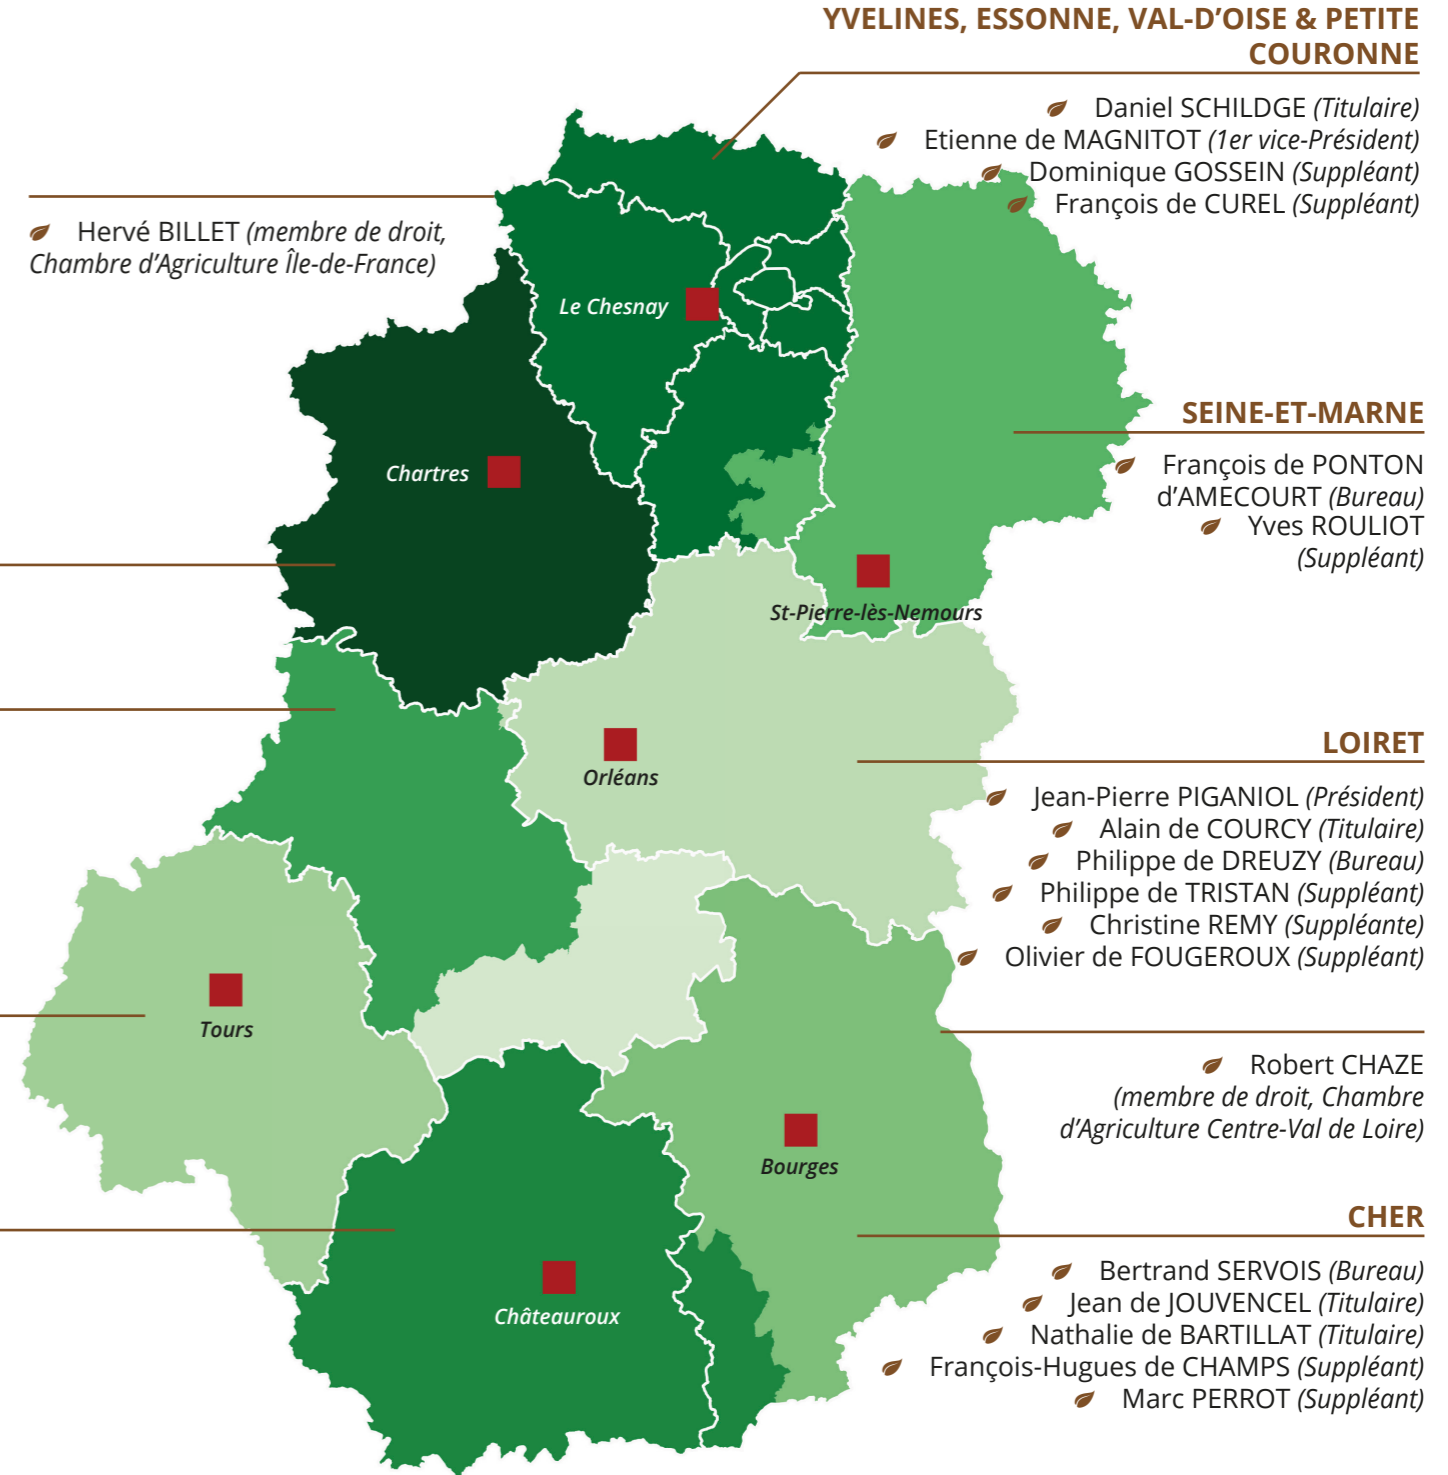 YVELINES, ESSONNE, VAL-D'OISE & PETITE
COURONNE
Daniel SCHILDGE (Titulaire)
Etienne de MAGNITOT (1er vice-Président)
Dominique GOSSEIN (Suppléant)
François de CUREL (Suppléant)
Hervé BILLET (membre de droit,
Chambre d'Agriculture Île-de-France)
Le Chesnay
SEINE-ET-MARNE
François de PONTON
d'AMECOURT (Bureau)
Yves ROULIOT
(Suppléant)
Chartres
St-Pierre-lès-Nemours
LOIRET
Jean-Pierre PIGANIOL (Président)
Alain de COURCY (Titulaire)
Philippe de DREUZY (Bureau)
Philippe de TRISTAN (Suppléant)
Christine REMY (Suppléante)
Olivier de FOUGEROUX (Suppléant)
Orléans
Tours
Robert CHAZE
(membre de droit, Chambre
d'Agriculture Centre-Val de Loire)
Bourges
CHER
Bertrand SERVOIS (Bureau)
Jean de JOUVENCEL (Titulaire)
Nathalie de BARTILLAT (Titulaire)
François-Hugues de CHAMPS (Suppléant)
Marc PERROT (Suppléant)
Châteauroux